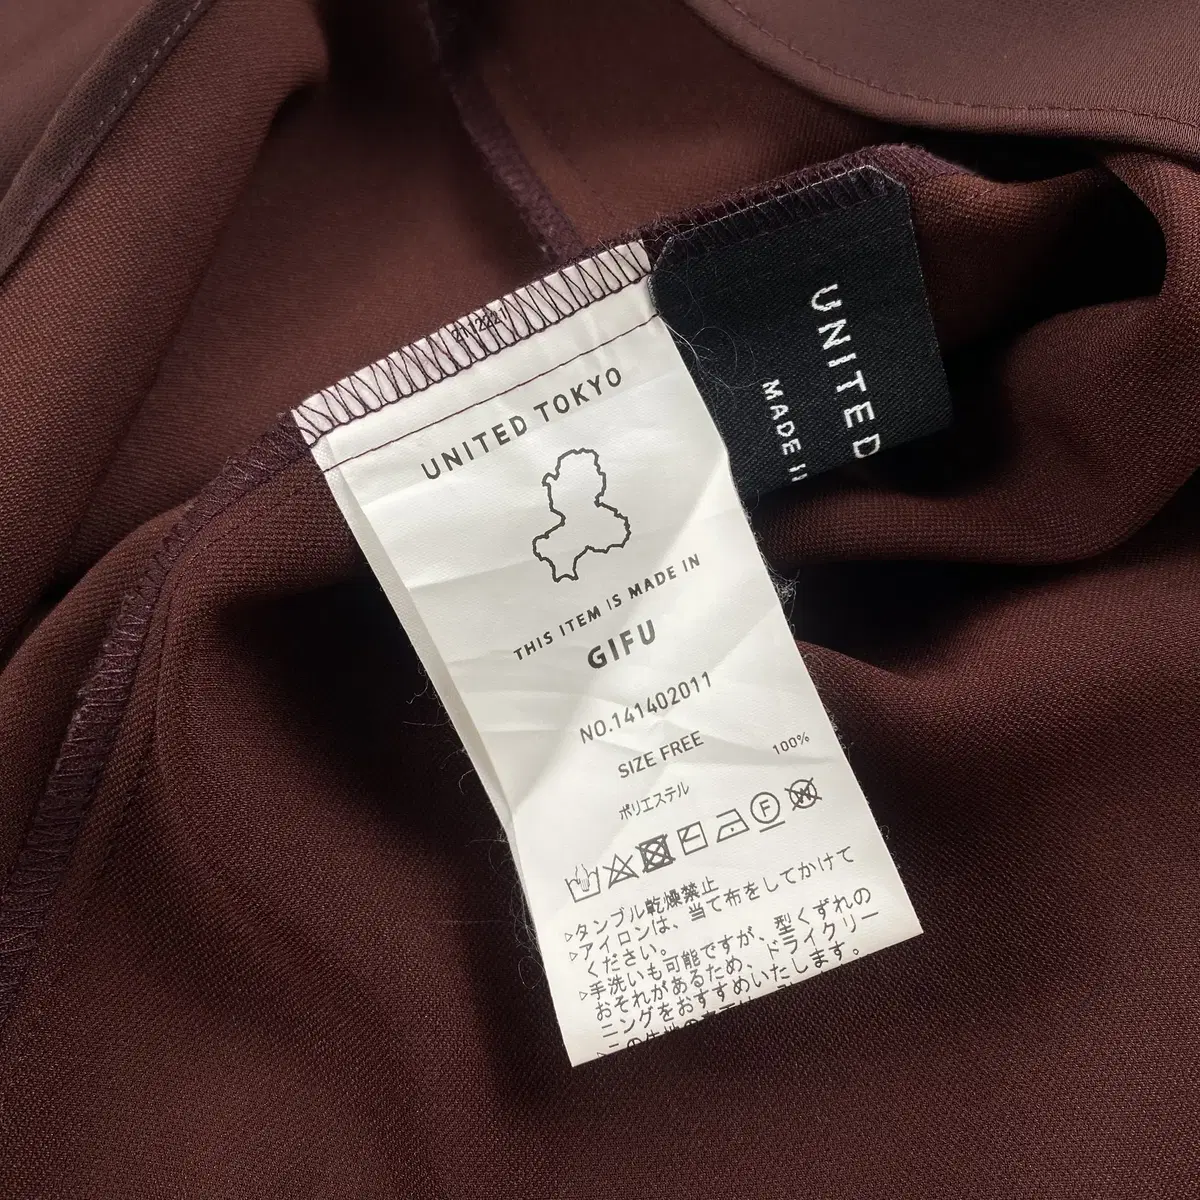 UNITED TOKYO
THIS ITEM IS MADE IN
GIFU
NO.141402011
SIZE FREE
ポリエステル 100%
F
W
▷タンブル乾燥禁止
▷アイロンは、当て布をしてかけて
ください。
▷手洗いも可能ですが、型くずれの
おそれがあるため、ドライクリー
ニングをおすすめいたします。
UNITED
MADE